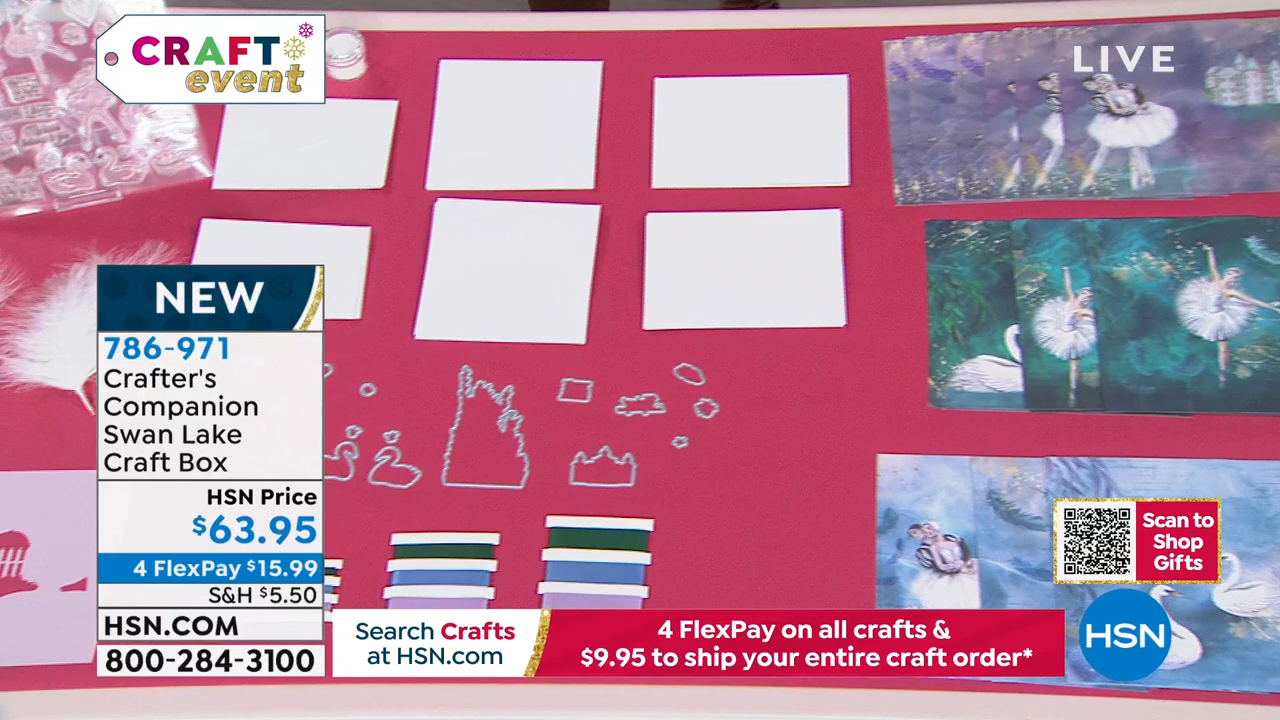 CRAFT
event
LIVE
NEW
786-971
Crafter's
Companion
Swan Lake
Craft Box
HSN Price
$63.95
4 FlexPay $15.99
S&H $5.50
HSN.COM
800-284-3100
Search Crafts
at HSN.com
4 FlexPay on all crafts &
$9.95 to ship your entire craft order*
Scan to
Shop
Gifts
HSN